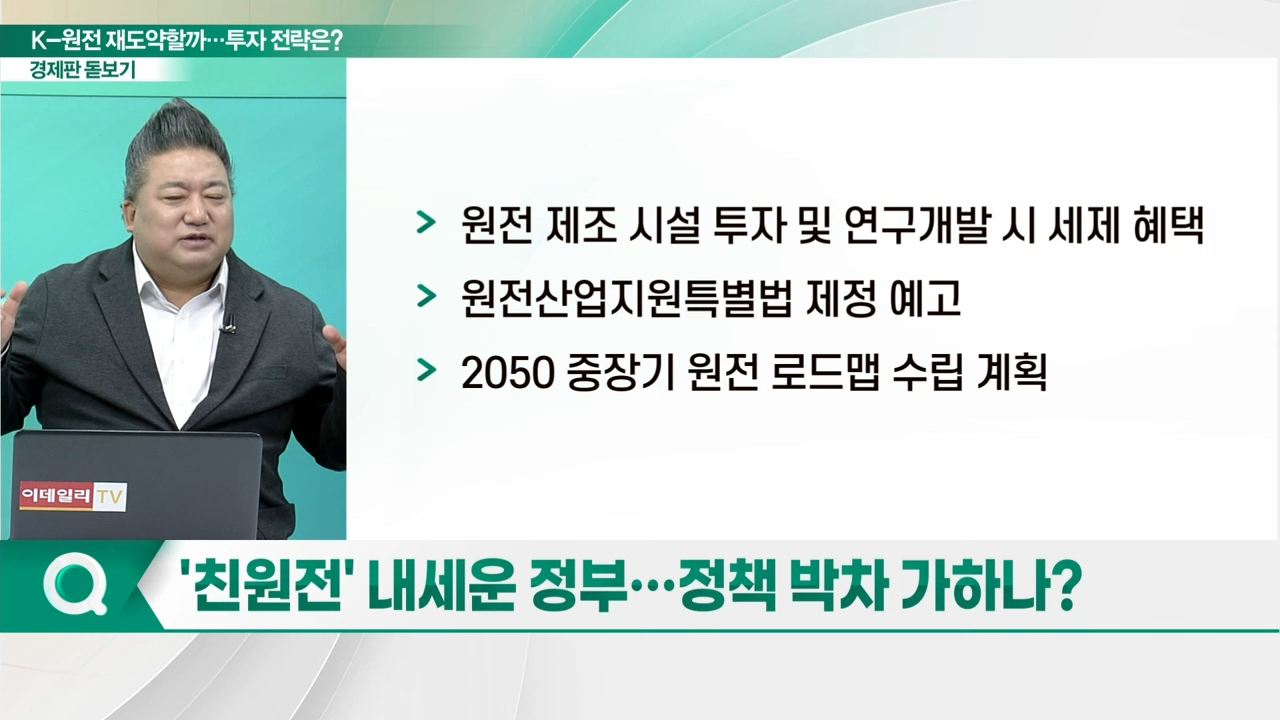 K-원전 재도약할까…투자 전략은?
경제판 돋보기
> 원전 제조 시설 투자 및 연구개발 시 세제 혜택
> 원전산업지원특별법 제정 예고
> 2050 중장기 원전 로드맵 수립 계획
이데일리 TV
'친원전' 내세운 정부…정책 박차 가하나?